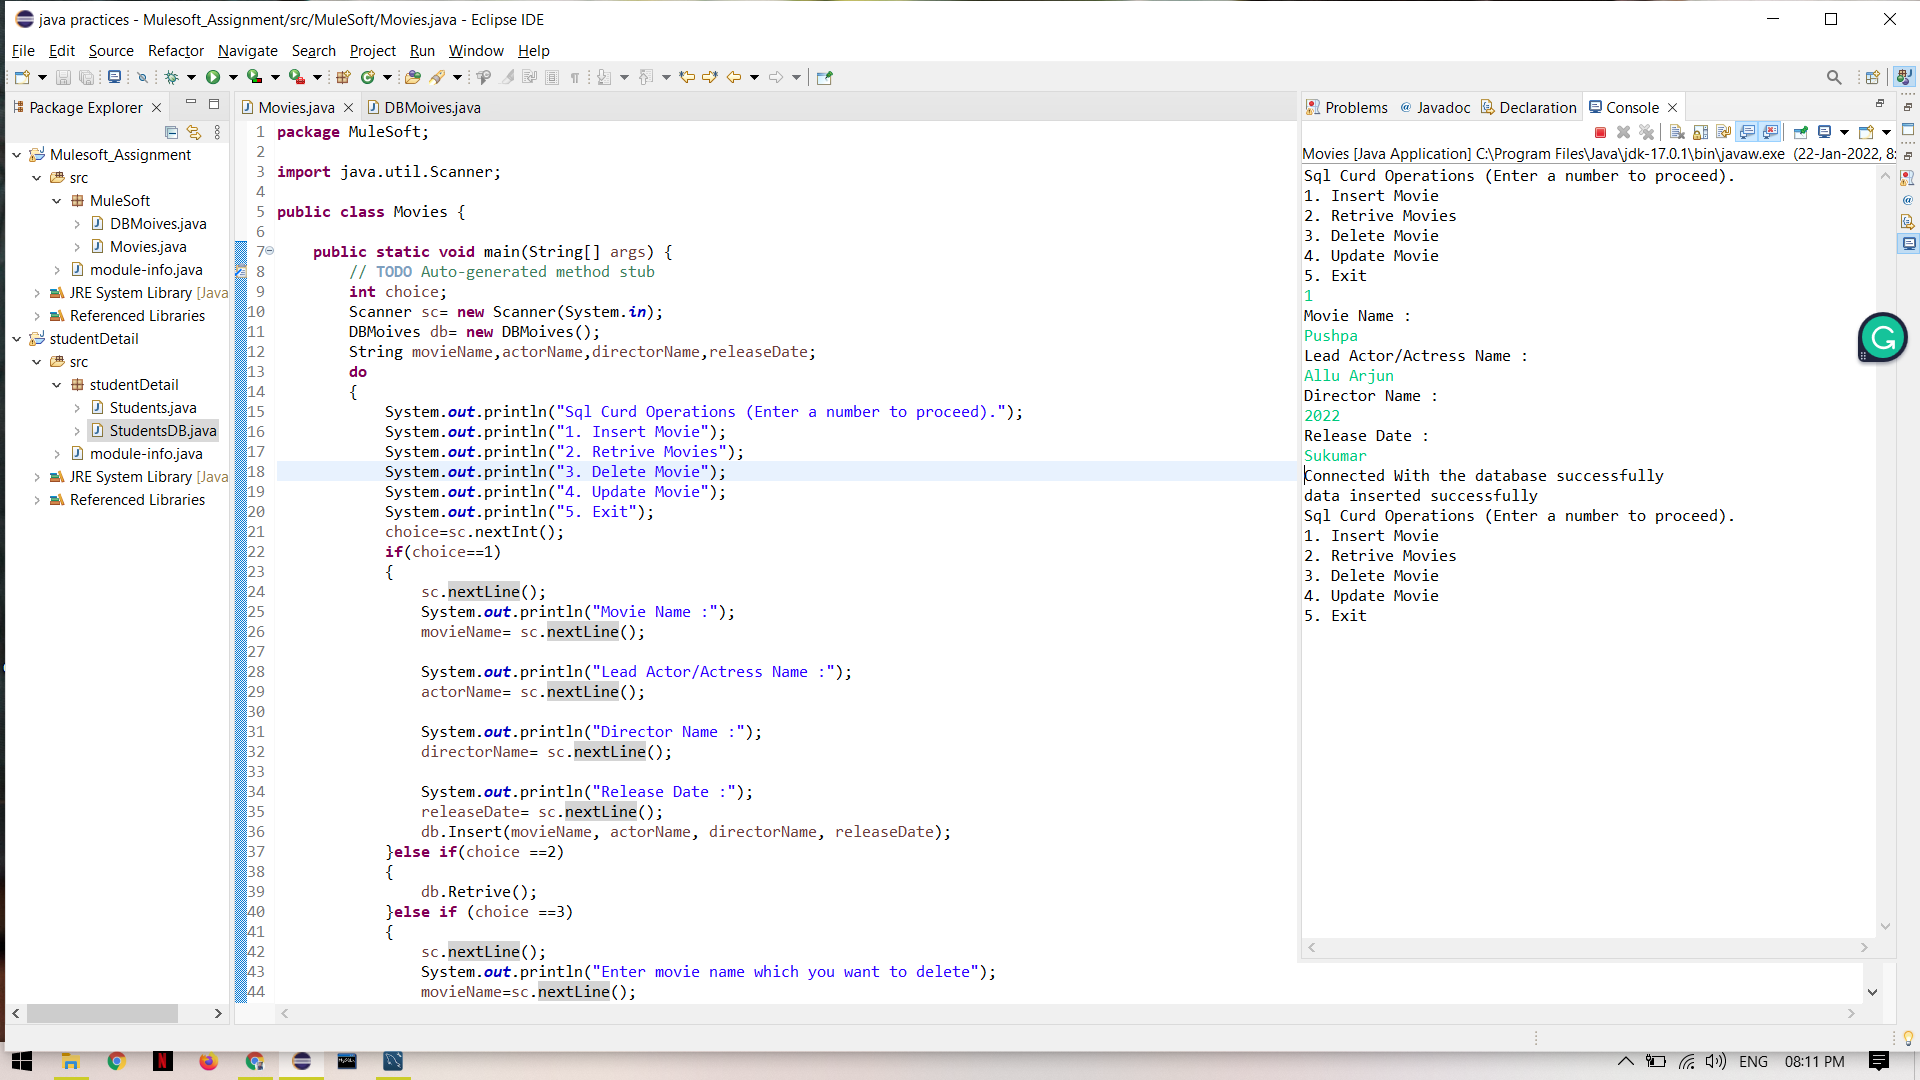 java practices - Mulesoft_Assignment/src/MuleSoft/Movies.java - Eclipse IDE
File Edit Source Refactor Navigate Search Project Run Window Help
Package Explorer
Mulesoft_Assignment
src
MuleSoft
DBMoives.java
Movies.java
module-info.java
JRE System Library [Java
Referenced Libraries
studentDetail
src
studentDetail
Students.java
StudentsDB.java
module-info.java
JRE System Library [Java
Referenced Libraries
Movies.java DBMoives.java
1 package MuleSoft;
2
3 import java.util.Scanner;
4
5 public class Movies {
6
7 public static void main(String[] args) {
8 // TODO Auto-generated method stub
9 int choice;
10 Scanner sc= new Scanner(System.in);
11 DBMoives db= new DBMoives();
12 String movieName,actorName,directorName,releaseDate;
13 do
14 {
15 System.out.println("Sql Curd Operations (Enter a number to proceed).");
16 System.out.println("1. Insert Movie");
17 System.out.println("2. Retrive Movies");
18 System.out.println("3. Delete Movie");
19 System.out.println("4. Update Movie");
20 System.out.println("5. Exit");
21 choice=sc.nextInt();
22 if(choice==1)
23 {
24 sc.nextLine();
25 System.out.println("Movie Name :");
26 movieName= sc.nextLine();
27
28 System.out.println("Lead Actor/Actress Name :");
29 actorName= sc.nextLine();
30
31 System.out.println("Director Name :");
32 directorName= sc.nextLine();
33
34 System.out.println("Release Date :");
35 releaseDate= sc.nextLine();
36 db.Insert(movieName, actorName, directorName, releaseDate);
37 }else if(choice ==2)
38 {
39 db.Retrive();
40 }else if (choice ==3)
41 {
42 sc.nextLine();
43 System.out.println("Enter movie name which you want to delete");
44 movieName=sc.nextLine();
Problems @ Javadoc Declaration Console
Movies [Java Application] C:\Program Files\Java\jdk-17.0.1\bin\javaw.exe (22-Jan-2022, 8:
Sql Curd Operations (Enter a number to proceed).
1. Insert Movie
2. Retrive Movies
3. Delete Movie
4. Update Movie
5. Exit
1
Movie Name :
Pushpa
Lead Actor/Actress Name :
Allu Arjun
Director Name :
2022
Release Date :
Sukumar
Connected With the database successfully
data inserted successfully
Sql Curd Operations (Enter a number to proceed).
1. Insert Movie
2. Retrive Movies
3. Delete Movie
4. Update Movie
5. Exit
ENG 08:11 PM